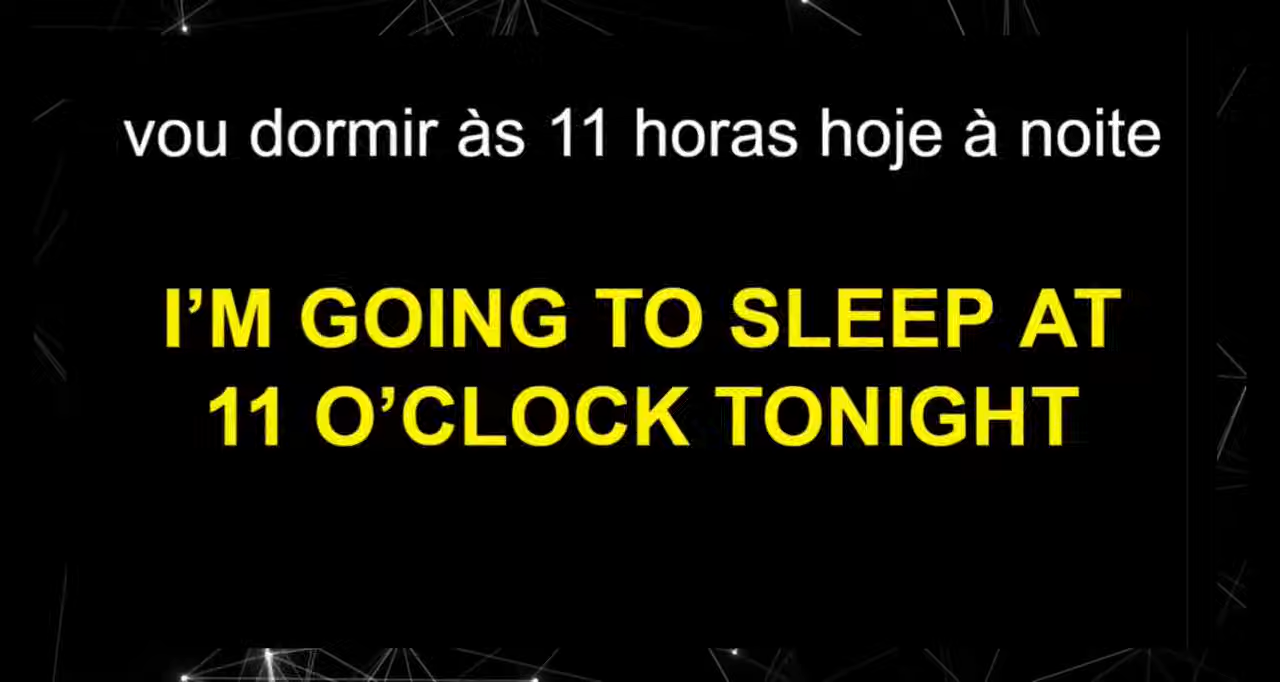 vou dormir às 11 horas hoje à noite
I’M GOING TO SLEEP AT
11 O’CLOCK TONIGHT